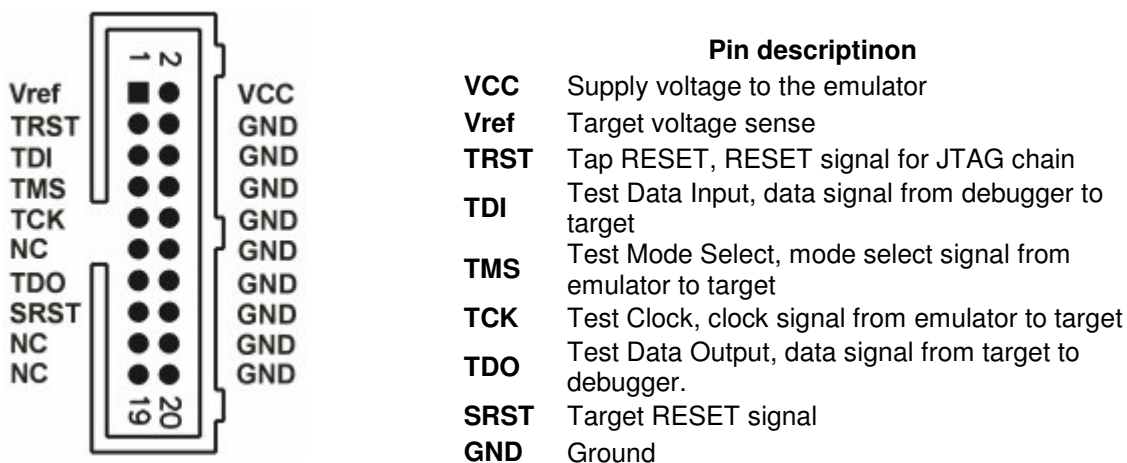 1 2
Vref VCC
TRST GND
TDI GND
TMS GND
TCK GND
NC GND
TDO GND
SRST GND
NC GND
NC GND
19 20
Pin descriptinon
VCC Supply voltage to the emulator
Vref Target voltage sense
TRST Tap RESET, RESET signal for JTAG chain
TDI Test Data Input, data signal from debugger to
target
TMS Test Mode Select, mode select signal from
emulator to target
TCK Test Clock, clock signal from emulator to target
TDO Test Data Output, data signal from target to
debugger.
SRST Target RESET signal
GND Ground